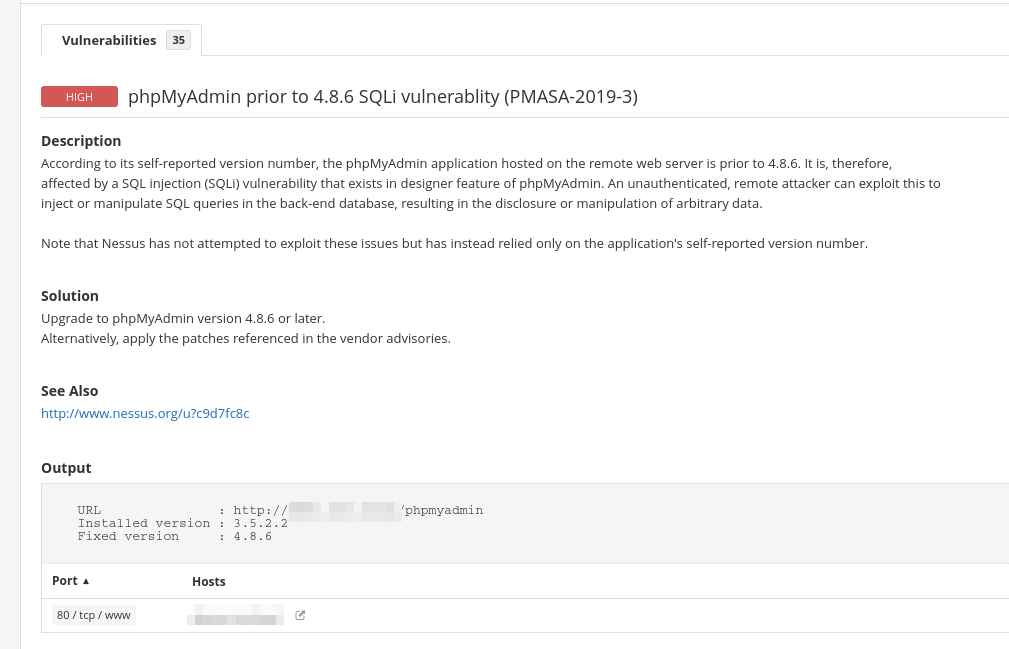 Vulnerabilities 35
HIGH phpMyAdmin prior to 4.8.6 SQLi vulnerablity (PMASA-2019-3)
Description
According to its self-reported version number, the phpMyAdmin application hosted on the remote web server is prior to 4.8.6. It is, therefore,
affected by a SQL injection (SQLi) vulnerability that exists in designer feature of phpMyAdmin. An unauthenticated, remote attacker can exploit this to
inject or manipulate SQL queries in the back-end database, resulting in the disclosure or manipulation of arbitrary data.
Note that Nessus has not attempted to exploit these issues but has instead relied only on the application's self-reported version number.
Solution
Upgrade to phpMyAdmin version 4.8.6 or later.
Alternatively, apply the patches referenced in the vendor advisories.
See Also
http://www.nessus.org/u?c9d7fc8c
Output
URL : http:// /phpmyadmin
Installed version : 3.5.2.2
Fixed version : 4.8.6
Port ▲ Hosts
80 / tcp / www